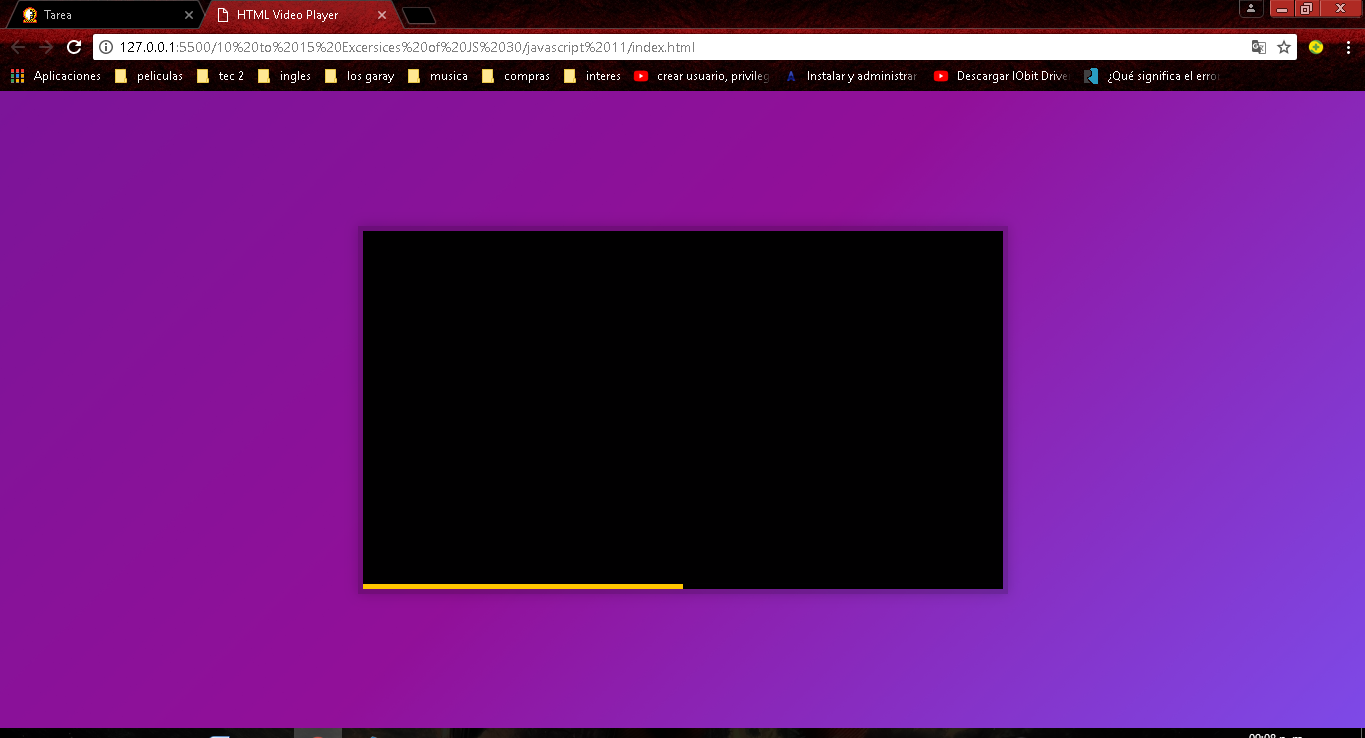 Tarea
HTML Video Player
127.0.0.1:5500/10%20to%2015%20Excersices%20of%20JS%2030/javascript%2011/index.html
Aplicaciones peliculas tec 2 ingles los garay musica compras interes crear usuario, privileg Instalar y administrar Descargar IObit Drive ¿Qué significa el erro